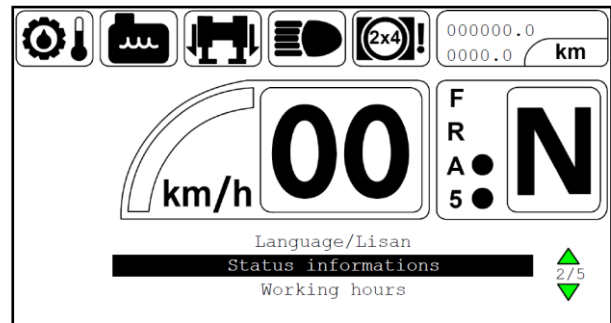 2x4 !
000000.0
0000.0 km
km/h
00
F
R
A
5
N
Language/Lisan
Status informations
Working hours
2/5